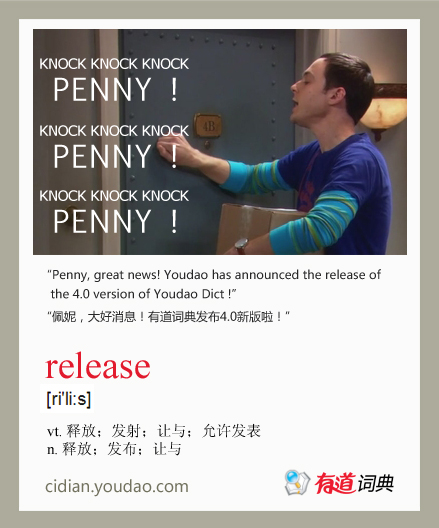 KNOCK KNOCK KNOCK
PENNY !
4B
KNOCK KNOCK KNOCK
PENNY !
KNOCK KNOCK KNOCK
PENNY !
“Penny, great news! Youdao has announced the release of
the 4.0 version of Youdao Dict !”
“佩妮，大好消息！有道词典发布4.0新版啦！”
release
[ri'li:s]
vt. 释放；发射；让与；允许发表
n. 释放；发布；让与
cidian.youdao.com
有道词典